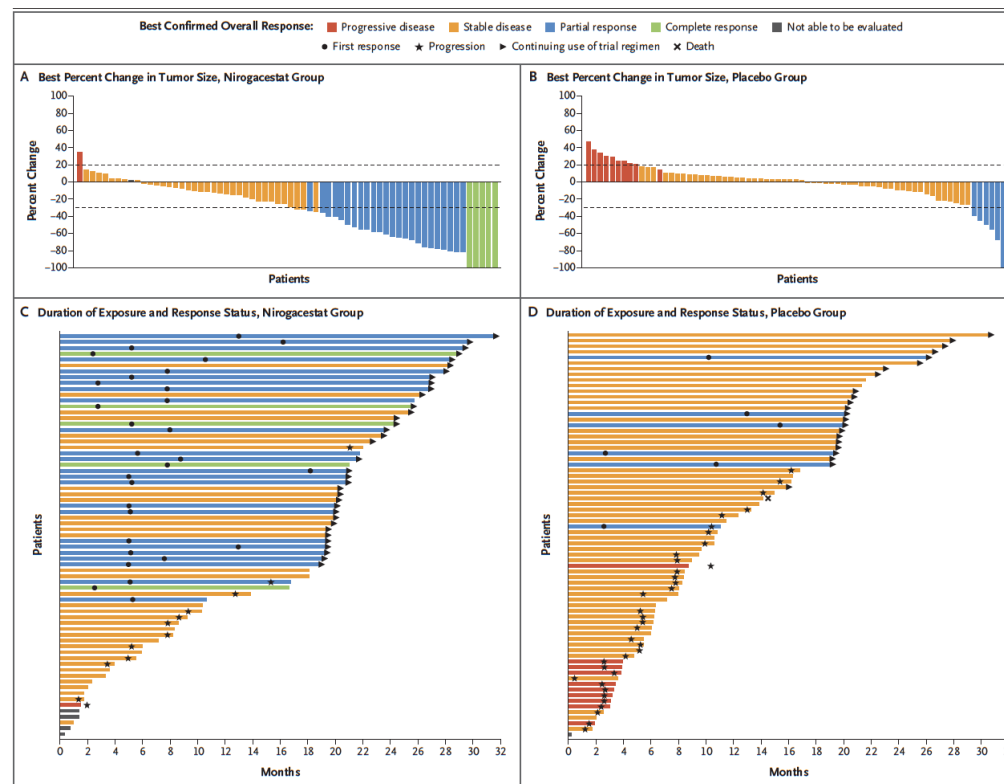 Best Confirmed Overall Response: Progressive disease Stable disease Partial response Complete response Not able to be evaluated
First response Progression Continuing use of trial regimen Death
A Best Percent Change in Tumor Size, Nirogacestat Group
100
80
60
40
20
0
−20
−40
−60
−80
−100
Percent Change
Patients
B Best Percent Change in Tumor Size, Placebo Group
100
80
60
40
20
0
−20
−40
−60
−80
−100
Percent Change
Patients
C Duration of Exposure and Response Status, Nirogacestat Group
Patients
0 2 4 6 8 10 12 14 16 18 20 22 24 26 28 30 32
Months
D Duration of Exposure and Response Status, Placebo Group
Patients
0 2 4 6 8 10 12 14 16 18 20 22 24 26 28 30
Months